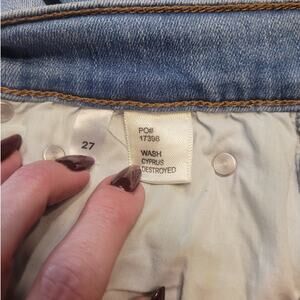 27
PO#
17398
WASH
CYPRUS
DESTROYED